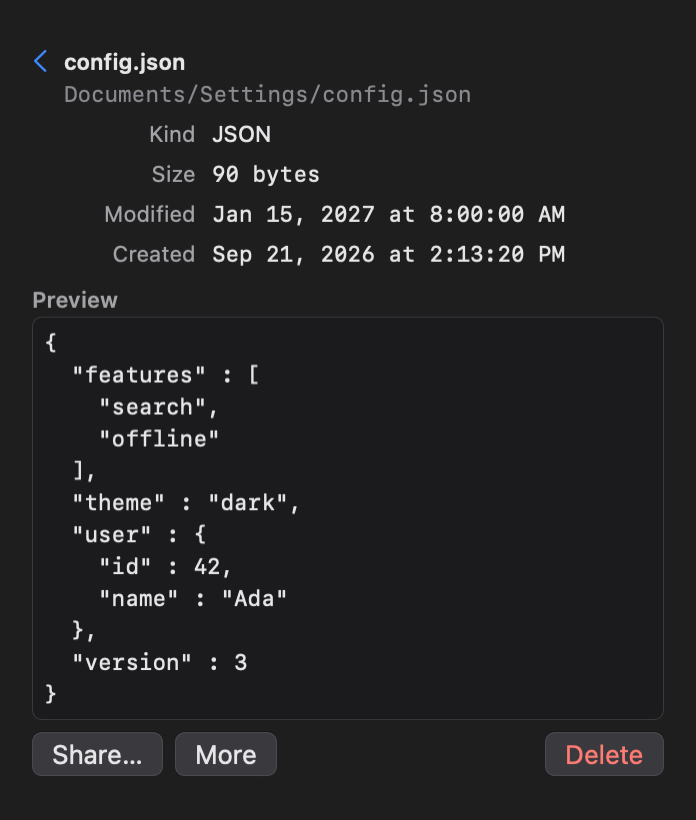 config.json
Documents/Settings/config.json
Kind JSON
Size 90 bytes
Modified Jan 15, 2027 at 8:00:00 AM
Created Sep 21, 2026 at 2:13:20 PM
Preview
{
  "features" : [
    "search",
    "offline"
  ],
  "theme" : "dark",
  "user" : {
    "id" : 42,
    "name" : "Ada"
  },
  "version" : 3
}
Share... More Delete